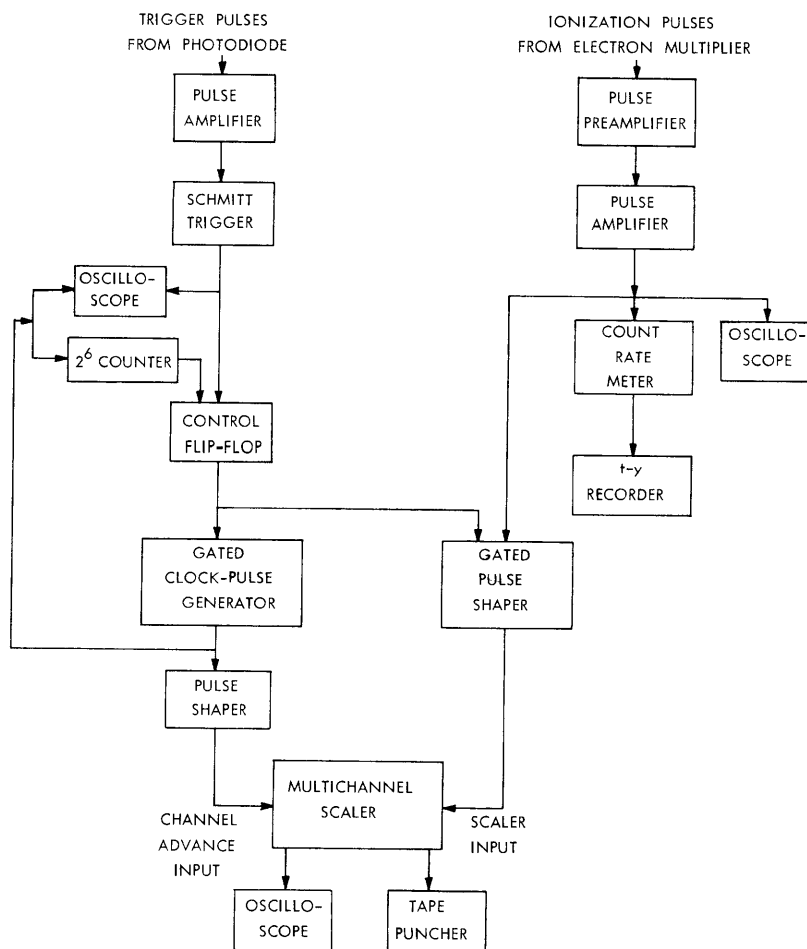 TRIGGER PULSES
FROM PHOTODIODE
IONIZATION PULSES
FROM ELECTRON MULTIPLIER
PULSE
AMPLIFIER
PULSE
PREAMPLIFIER
SCHMITT
TRIGGER
PULSE
AMPLIFIER
OSCILLO-
SCOPE
2⁶ COUNTER
COUNT
RATE
METER
OSCILLO-
SCOPE
CONTROL
FLIP-FLOP
t-y
RECORDER
GATED
CLOCK-PULSE
GENERATOR
GATED
PULSE
SHAPER
PULSE
SHAPER
MULTICHANNEL
SCALER
CHANNEL
ADVANCE
INPUT
SCALER
INPUT
OSCILLO-
SCOPE
TAPE
PUNCHER